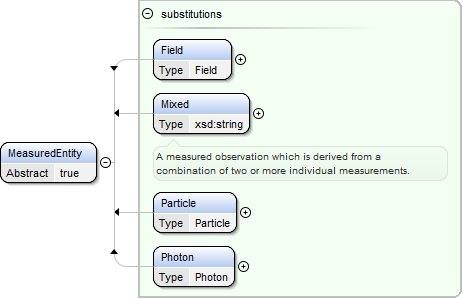 substitutions
Field
Type Field
Mixed
Type xsd:string
A measured observation which is derived from a
combination of two or more individual measurements.
MeasuredEntity
Abstract true
Particle
Type Particle
Photon
Type Photon